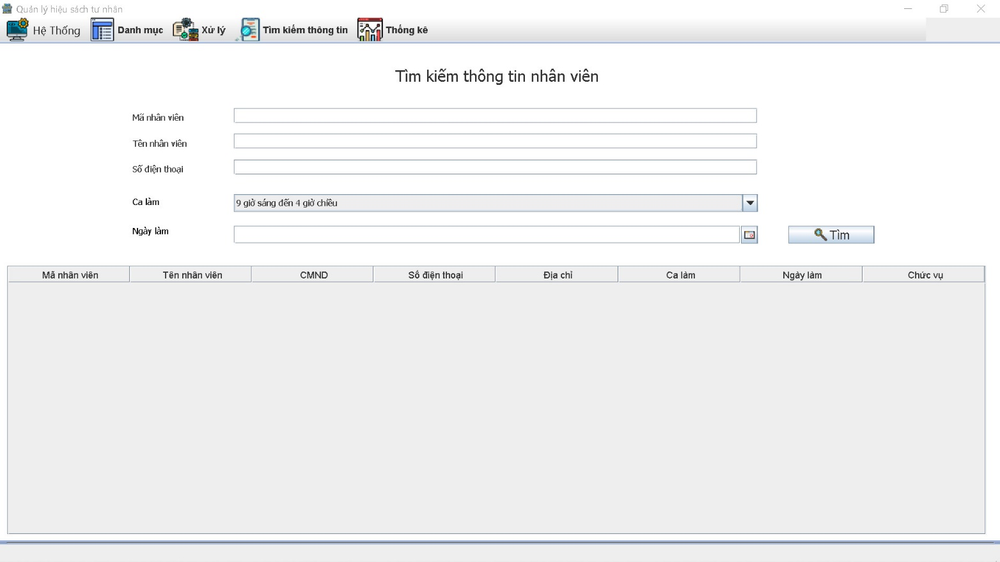 Quản lý hiệu sách tư nhân
Hệ Thống Danh mục Xử lý Tìm kiếm thông tin Thống kê
Tìm kiếm thông tin nhân viên
Mã nhân viên
Tên nhân viên
Số điện thoại
Ca làm 9 giờ sáng đến 4 giờ chiều
Ngày làm Tìm
Mã nhân viên Tên nhân viên CMND Số điện thoại Địa chỉ Ca làm Ngày làm Chức vụ